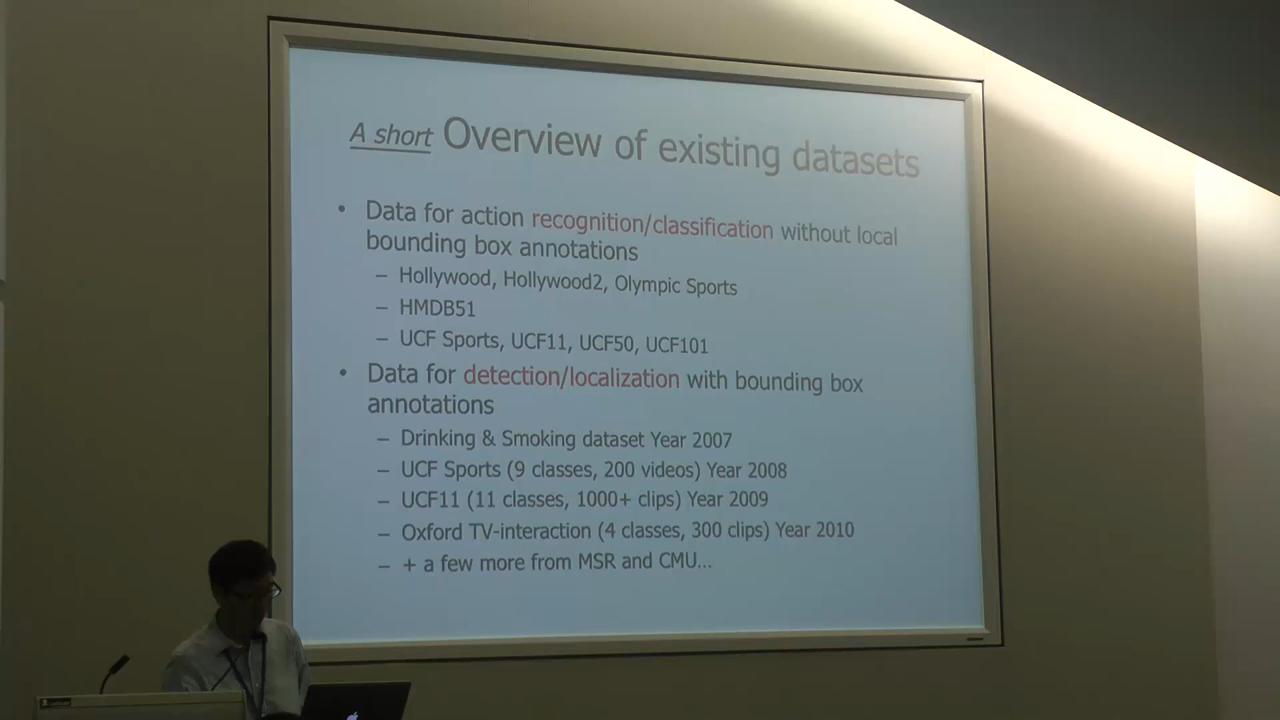 A short Overview of existing datasets
• Data for action recognition/classification without local
bounding box annotations
– Hollywood, Hollywood2, Olympic Sports
– HMDB51
– UCF Sports, UCF11, UCF50, UCF101
• Data for detection/localization with bounding box
annotations
– Drinking & Smoking dataset Year 2007
– UCF Sports (9 classes, 200 videos) Year 2008
– UCF11 (11 classes, 1000+ clips) Year 2009
– Oxford TV-interaction (4 classes, 300 clips) Year 2010
– + a few more from MSR and CMU...